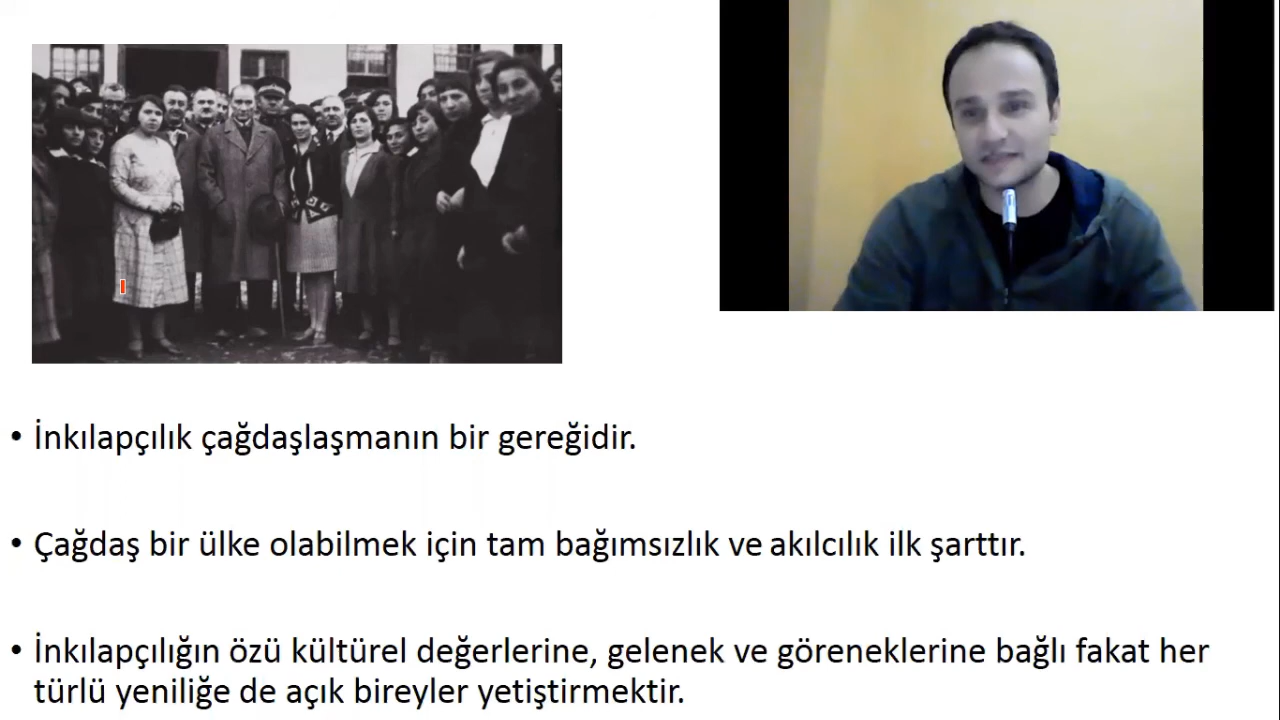 • İnkılapçılık çağdaşlaşmanın bir gereğidir.
• Çağdaş bir ülke olabilmek için tam bağımsızlık ve akılcılık ilk şarttır.
• İnkılapçılığın özü kültürel değerlerine, gelenek ve göreneklerine bağlı fakat her
türlü yeniliğe de açık bireyler yetiştirmektir.